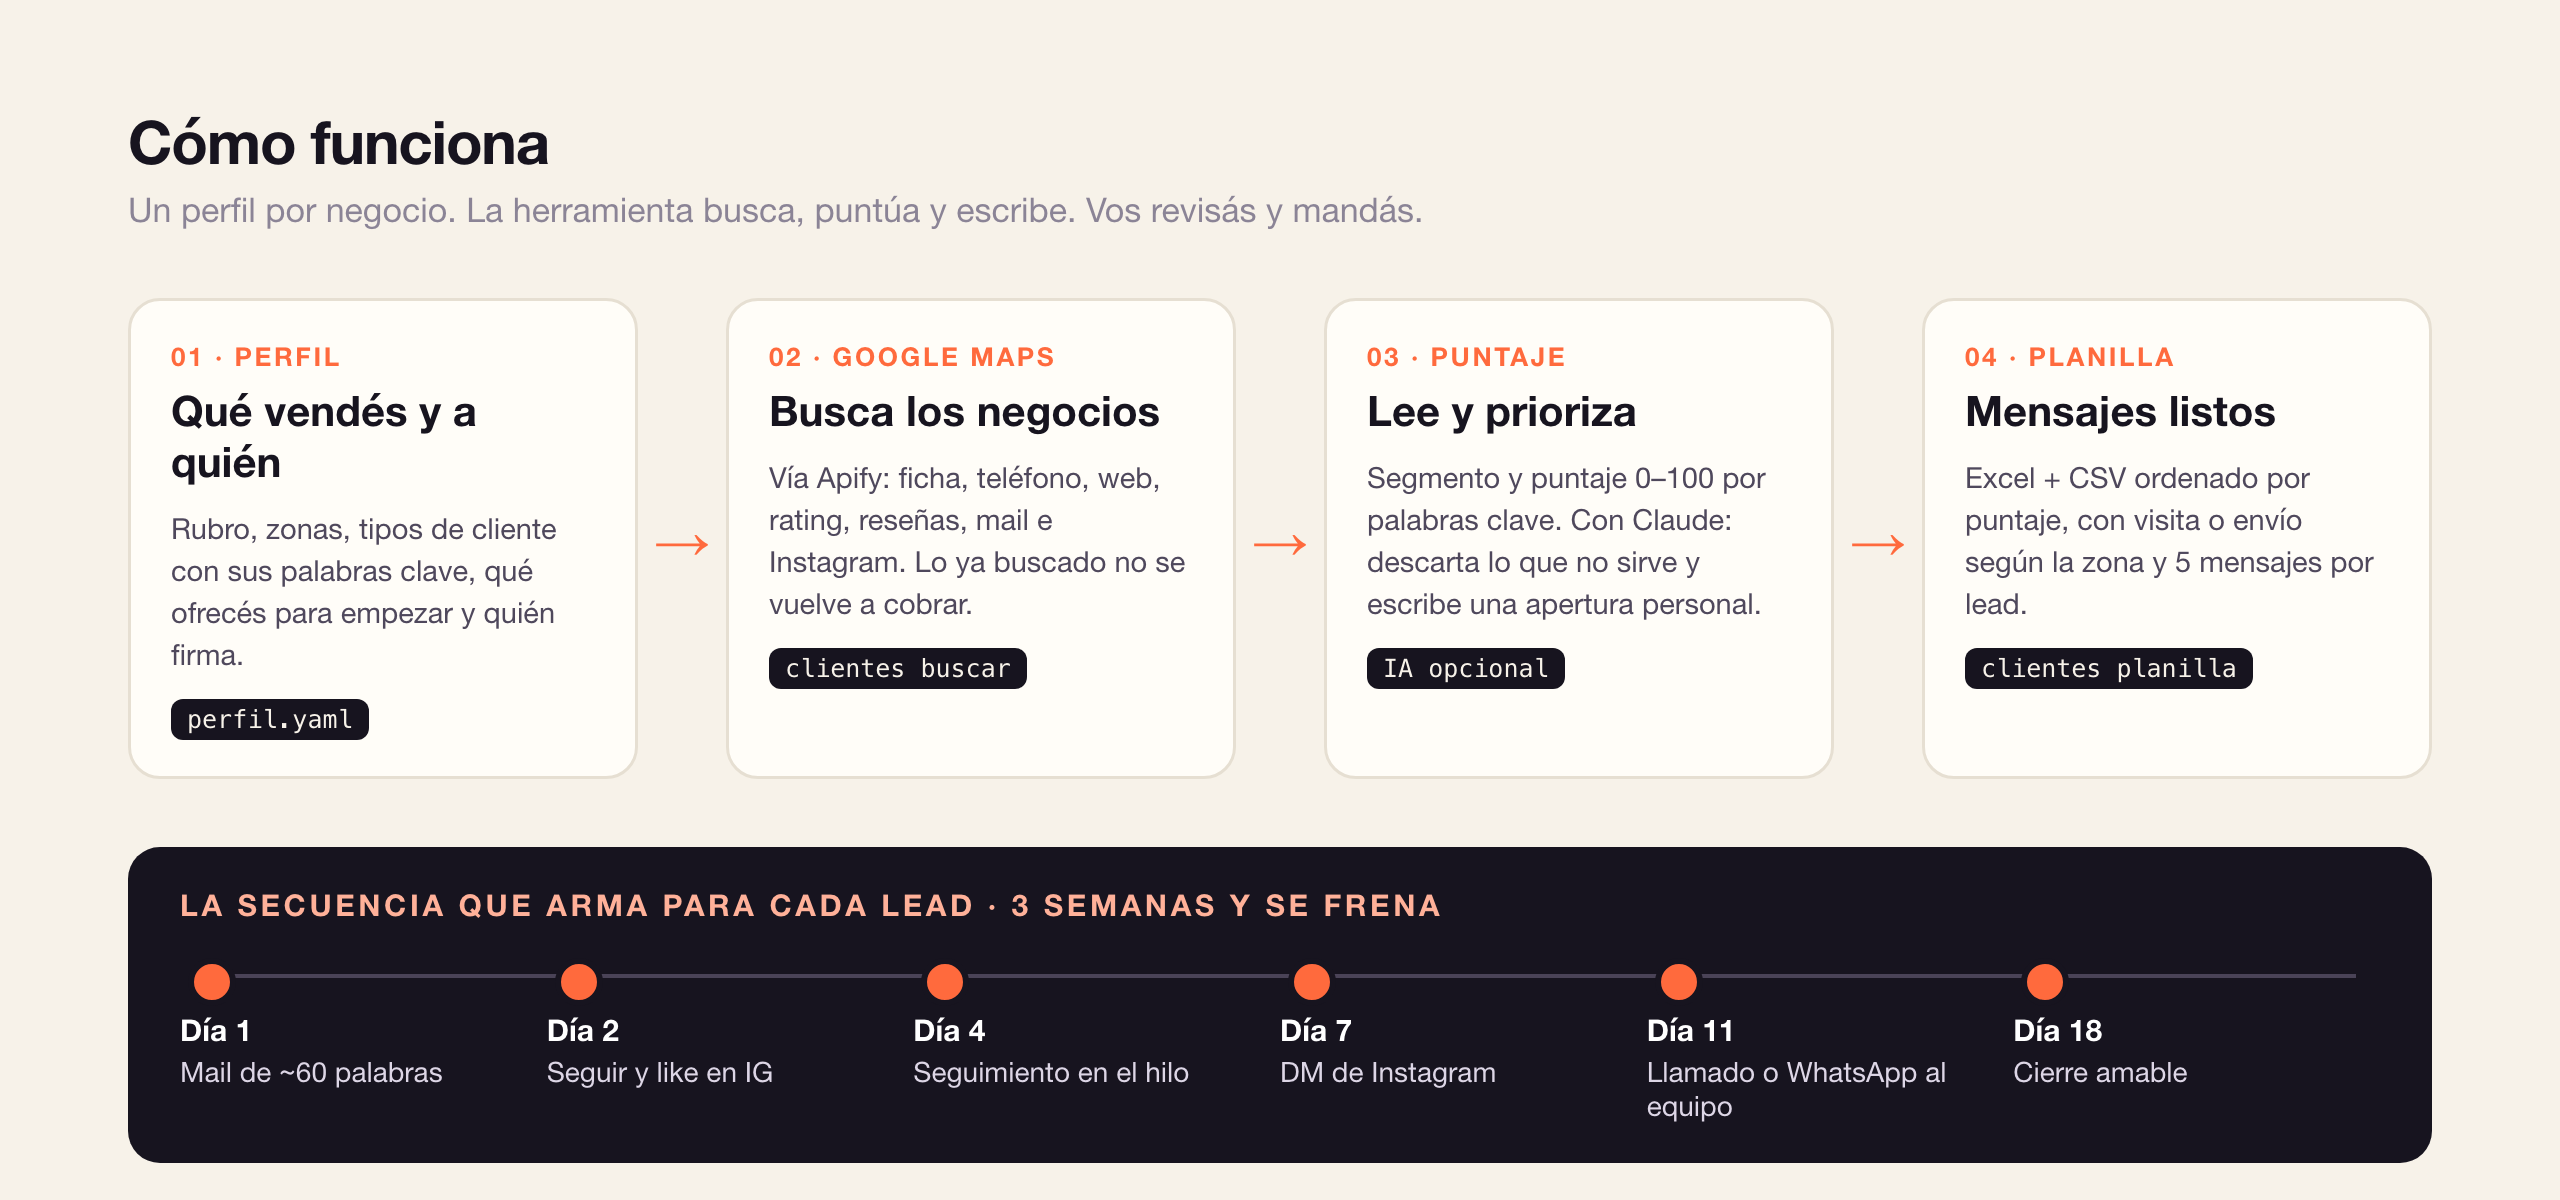 Cómo funciona
Un perfil por negocio. La herramienta busca, puntúa y escribe. Vos revisás y mandás.
01 · PERFIL
Qué vendés y a
quién
Rubro, zonas, tipos de cliente
con sus palabras clave, qué
ofrecés para empezar y quién
firma.
perfil.yaml
→
02 · GOOGLE MAPS
Busca los negocios
Vía Apify: ficha, teléfono, web,
rating, reseñas, mail e
Instagram. Lo ya buscado no se
vuelve a cobrar.
clientes buscar
→
03 · PUNTAJE
Lee y prioriza
Segmento y puntaje 0–100 por
palabras clave. Con Claude:
descarta lo que no sirve y
escribe una apertura personal.
IA opcional
→
04 · PLANILLA
Mensajes listos
Excel + CSV ordenado por
puntaje, con visita o envío
según la zona y 5 mensajes por
lead.
clientes planilla
LA SECUENCIA QUE ARMA PARA CADA LEAD · 3 SEMANAS Y SE FRENA
Día 1
Mail de ~60 palabras
Día 2
Seguir y like en IG
Día 4
Seguimiento en el hilo
Día 7
DM de Instagram
Día 11
Llamado o WhatsApp al
equipo
Día 18
Cierre amable